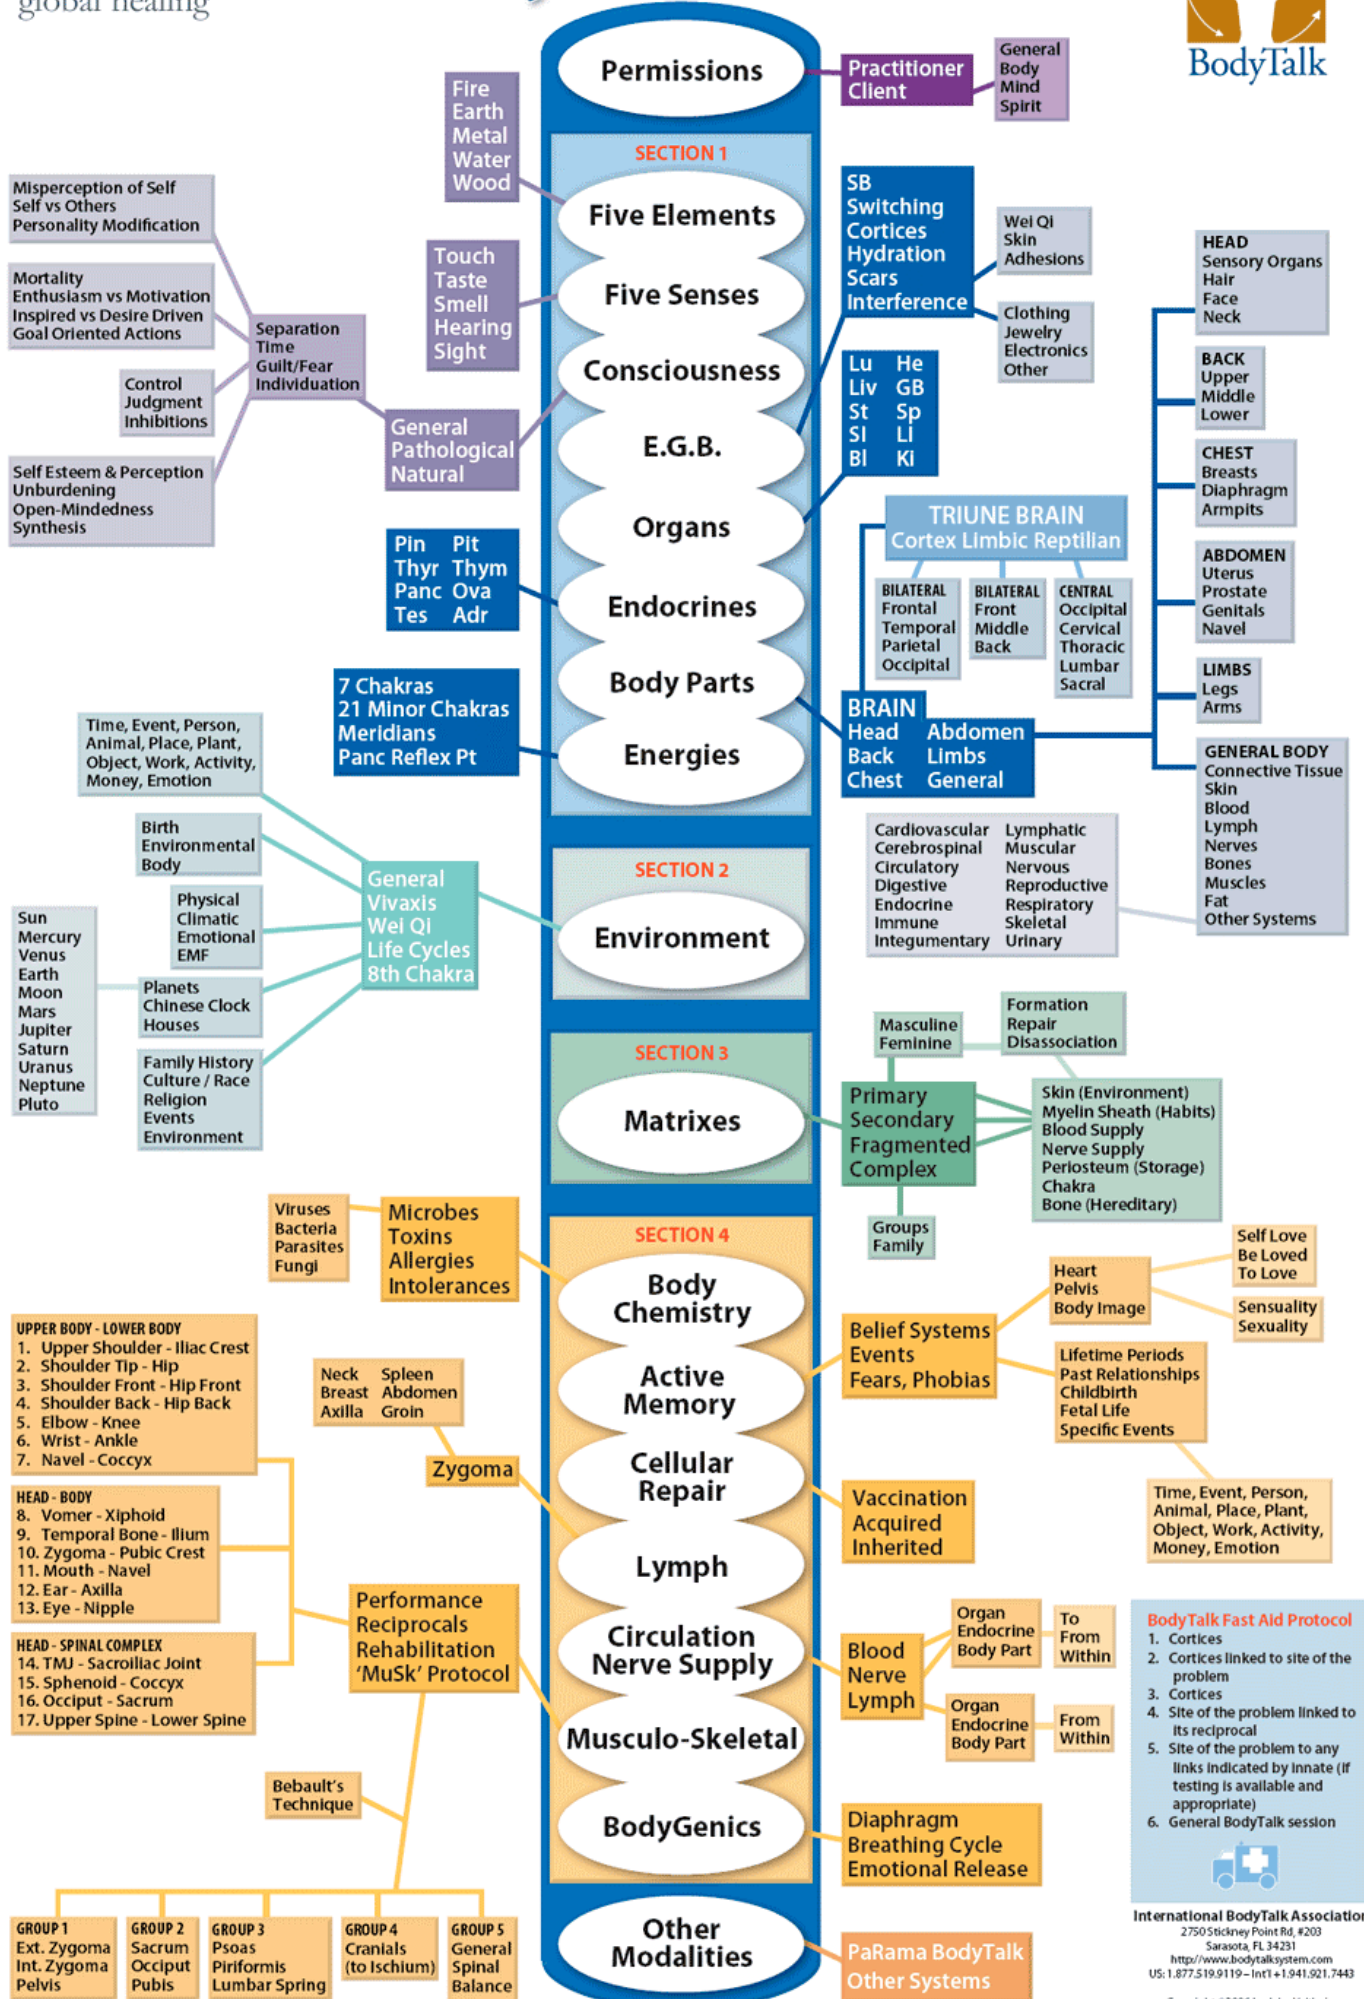 global healing
BodyTalk
Permissions
Practitioner
Client
General
Body
Mind
Spirit
SECTION 1
Five Elements
Fire
Earth
Metal
Water
Wood
Five Senses
Touch
Taste
Smell
Hearing
Sight
Consciousness
General
Pathological
Natural
Separation
Time
Guilt/Fear
Individuation
Misperception of Self
Self vs Others
Personality Modification
Mortality
Enthusiasm vs Motivation
Inspired vs Desire Driven
Goal Oriented Actions
Control
Judgment
Inhibitions
Self Esteem & Perception
Unburdening
Open-Mindedness
Synthesis
E.G.B.
SB
Switching
Cortices
Hydration
Scars
Interference
Wei Qi
Skin
Adhesions
Clothing
Jewelry
Electronics
Other
Organs
Lu He
Liv GB
St Sp
SI LI
Bl Ki
Endocrines
Pin Pit
Thyr Thym
Panc Ova
Tes Adr
Body Parts
BRAIN
Head Abdomen
Back Limbs
Chest General
TRIUNE BRAIN
Cortex Limbic Reptilian
BILATERAL
Frontal
Temporal
Parietal
Occipital
BILATERAL
Front
Middle
Back
CENTRAL
Occipital
Cervical
Thoracic
Lumbar
Sacral
HEAD
Sensory Organs
Hair
Face
Neck
BACK
Upper
Middle
Lower
CHEST
Breasts
Diaphragm
Armpits
ABDOMEN
Uterus
Prostate
Genitals
Navel
LIMBS
Legs
Arms
GENERAL BODY
Connective Tissue
Skin
Blood
Lymph
Nerves
Bones
Muscles
Fat
Other Systems
Cardiovascular Lymphatic
Cerebrospinal Muscular
Circulatory Nervous
Digestive Reproductive
Endocrine Respiratory
Immune Skeletal
Integumentary Urinary
Energies
7 Chakras
21 Minor Chakras
Meridians
Panc Reflex Pt
SECTION 2
Environment
General
Vivaxis
Wei Qi
Life Cycles
8th Chakra
Time, Event, Person,
Animal, Place, Plant,
Object, Work, Activity,
Money, Emotion
Birth
Environmental
Body
Physical
Climatic
Emotional
EMF
Planets
Chinese Clock
Houses
Sun
Mercury
Venus
Earth
Moon
Mars
Jupiter
Saturn
Uranus
Neptune
Pluto
Family History
Culture / Race
Religion
Events
Environment
SECTION 3
Matrixes
Primary
Secondary
Fragmented
Complex
Masculine
Feminine
Formation
Repair
Disassociation
Skin (Environment)
Myelin Sheath (Habits)
Blood Supply
Nerve Supply
Periosteum (Storage)
Chakra
Bone (Hereditary)
Groups
Family
SECTION 4
Body
Chemistry
Microbes
Toxins
Allergies
Intolerances
Viruses
Bacteria
Parasites
Fungi
Active
Memory
Belief Systems
Events
Fears, Phobias
Heart
Pelvis
Body Image
Self Love
Be Loved
To Love
Sensuality
Sexuality
Lifetime Periods
Past Relationships
Childbirth
Fetal Life
Specific Events
Time, Event, Person,
Animal, Place, Plant,
Object, Work, Activity,
Money, Emotion
Cellular
Repair
Vaccination
Acquired
Inherited
Lymph
Zygoma
Neck Spleen
Breast Abdomen
Axilla Groin
Circulation
Nerve Supply
Blood
Nerve
Lymph
Organ
Endocrine
Body Part
To
From
Within
Organ
Endocrine
Body Part
From
Within
Musculo-Skeletal
Performance
Reciprocals
Rehabilitation
'MuSk' Protocol
UPPER BODY - LOWER BODY
1. Upper Shoulder - Iliac Crest
2. Shoulder Tip - Hip
3. Shoulder Front - Hip Front
4. Shoulder Back - Hip Back
5. Elbow - Knee
6. Wrist - Ankle
7. Navel - Coccyx
HEAD - BODY
8. Vomer - Xiphoid
9. Temporal Bone - Ilium
10. Zygoma - Pubic Crest
11. Mouth - Navel
12. Ear - Axilla
13. Eye - Nipple
HEAD - SPINAL COMPLEX
14. TMJ - Sacroiliac Joint
15. Sphenoid - Coccyx
16. Occiput - Sacrum
17. Upper Spine - Lower Spine
Bebault's
Technique
GROUP 1
Ext. Zygoma
Int. Zygoma
Pelvis
GROUP 2
Sacrum
Occiput
Pubis
GROUP 3
Psoas
Piriformis
Lumbar Spring
GROUP 4
Cranials
(to Ischium)
GROUP 5
General
Spinal
Balance
BodyGenics
Diaphragm
Breathing Cycle
Emotional Release
Other
Modalities
PaRama BodyTalk
Other Systems
BodyTalk Fast Aid Protocol
1. Cortices
2. Cortices linked to site of the
problem
3. Cortices
4. Site of the problem linked to
its reciprocal
5. Site of the problem to any
links indicated by innate (if
testing is available and
appropriate)
6. General BodyTalk session
International BodyTalk Association
2750 Stickney Point Rd, #203
Sarasota, FL 34231
http://www.bodytalksystem.com
US: 1.877.519.9119 – Int'l +1.941.921.7443